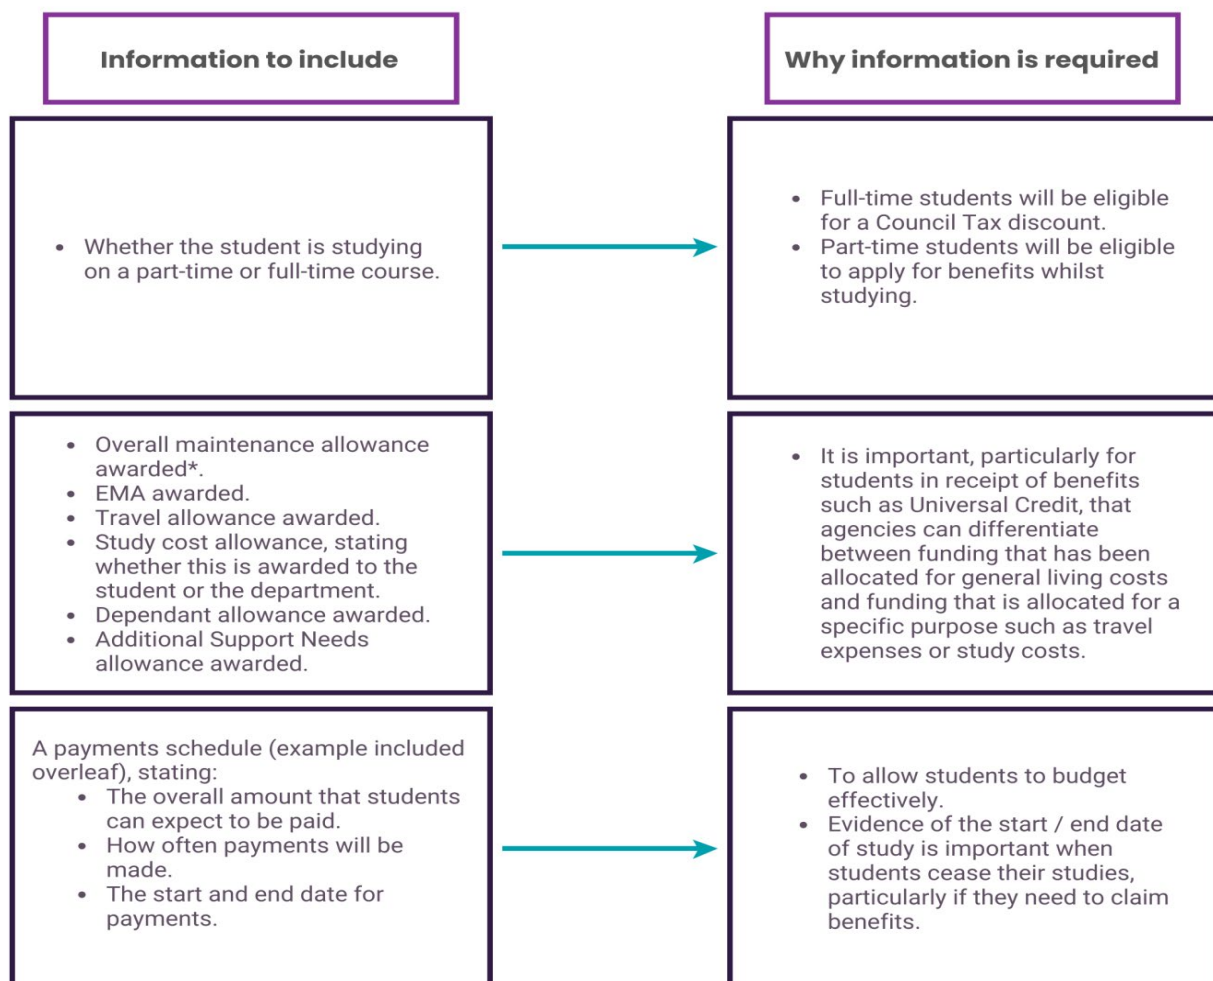 Information to include
Why information is required
• Whether the student is studying
on a part-time or full-time course.
• Full-time students will be eligible
for a Council Tax discount.
• Part-time students will be eligible
to apply for benefits whilst
studying.
• Overall maintenance allowance
awarded*.
• EMA awarded.
• Travel allowance awarded.
• Study cost allowance, stating
whether this is awarded to the
student or the department.
• Dependant allowance awarded.
• Additional Support Needs
allowance awarded.
• It is important, particularly for
students in receipt of benefits
such as Universal Credit, that
agencies can differentiate
between funding that has been
allocated for general living costs
and funding that is allocated for a
specific purpose such as travel
expenses or study costs.
A payments schedule (example included
overleaf), stating:
• The overall amount that students
can expect to be paid.
• How often payments will be
made.
• The start and end date for
payments.
• To allow students to budget
effectively.
• Evidence of the start / end date
of study is important when
students cease their studies,
particularly if they need to claim
benefits.